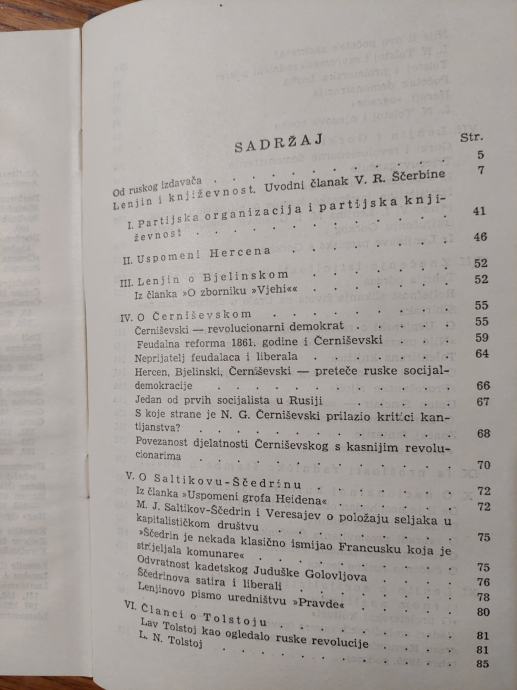 SADRŽAJ
Str.
Od ruskog izdavača . . . . . . . . . . 5
Lenjin i književnost. Uvodni članak V. R. Ščerbine 7
I. Partijska organizacija i partijska knji-
ževnost . . . . . . . . . . 41
II. Uspomeni Hercena . . . . . . . 46
III. Lenjin o Bjelinskom . . . . . . 52
Iz članka »O zborniku »Vjehi«« . . . . . . 52
IV. O Černiševskom . . . . . . . 55
Černiševski — revolucionarni demokrat . . . . 55
Feudalna reforma 1861. godine i Černiševski . . . 59
Neprijatelj feudalaca i liberala . . . . . . 64
Hercen, Bjelinski, Černiševski — preteče ruske socijal-
demokracije . . . . . . . . . 66
Jedan od prvih socijalista u Rusiji . . . . . 67
S koje strane je N. G. Černiševski prilazio kritici kan-
tijanstva? . . . . . . . . . . 68
Povezanost djelatnosti Černiševskog s kasnijim revolu-
cionarima . . . . . . . . . . 70
V. O Saltikovu-Ščedrinu . . . . . . 72
Iz članka »Uspomeni grofa Heidena« . . . . . 72
M. J. Saltikov-Ščedrin i Veresajev o položaju seljaka u
kapitalističkom društvu . . . . . . . 75
»Ščedrin je nekada klasično ismijao Francusku koja je
strijeljala komunare« . . . . . . . . 75
Odvratnost kadetskog Juduške Golovljova . . . . 76
Ščedrinova satira i liberali . . . . . . . 78
Lenjinovo pismo uredništvu »Pravde« . . . . . 80
VI. Članci o Tolstoju . . . . . . . 81
Lav Tolstoj kao ogledalo ruske revolucije . . . . 81
L. N. Tolstoj . . . . . . . . . . 85